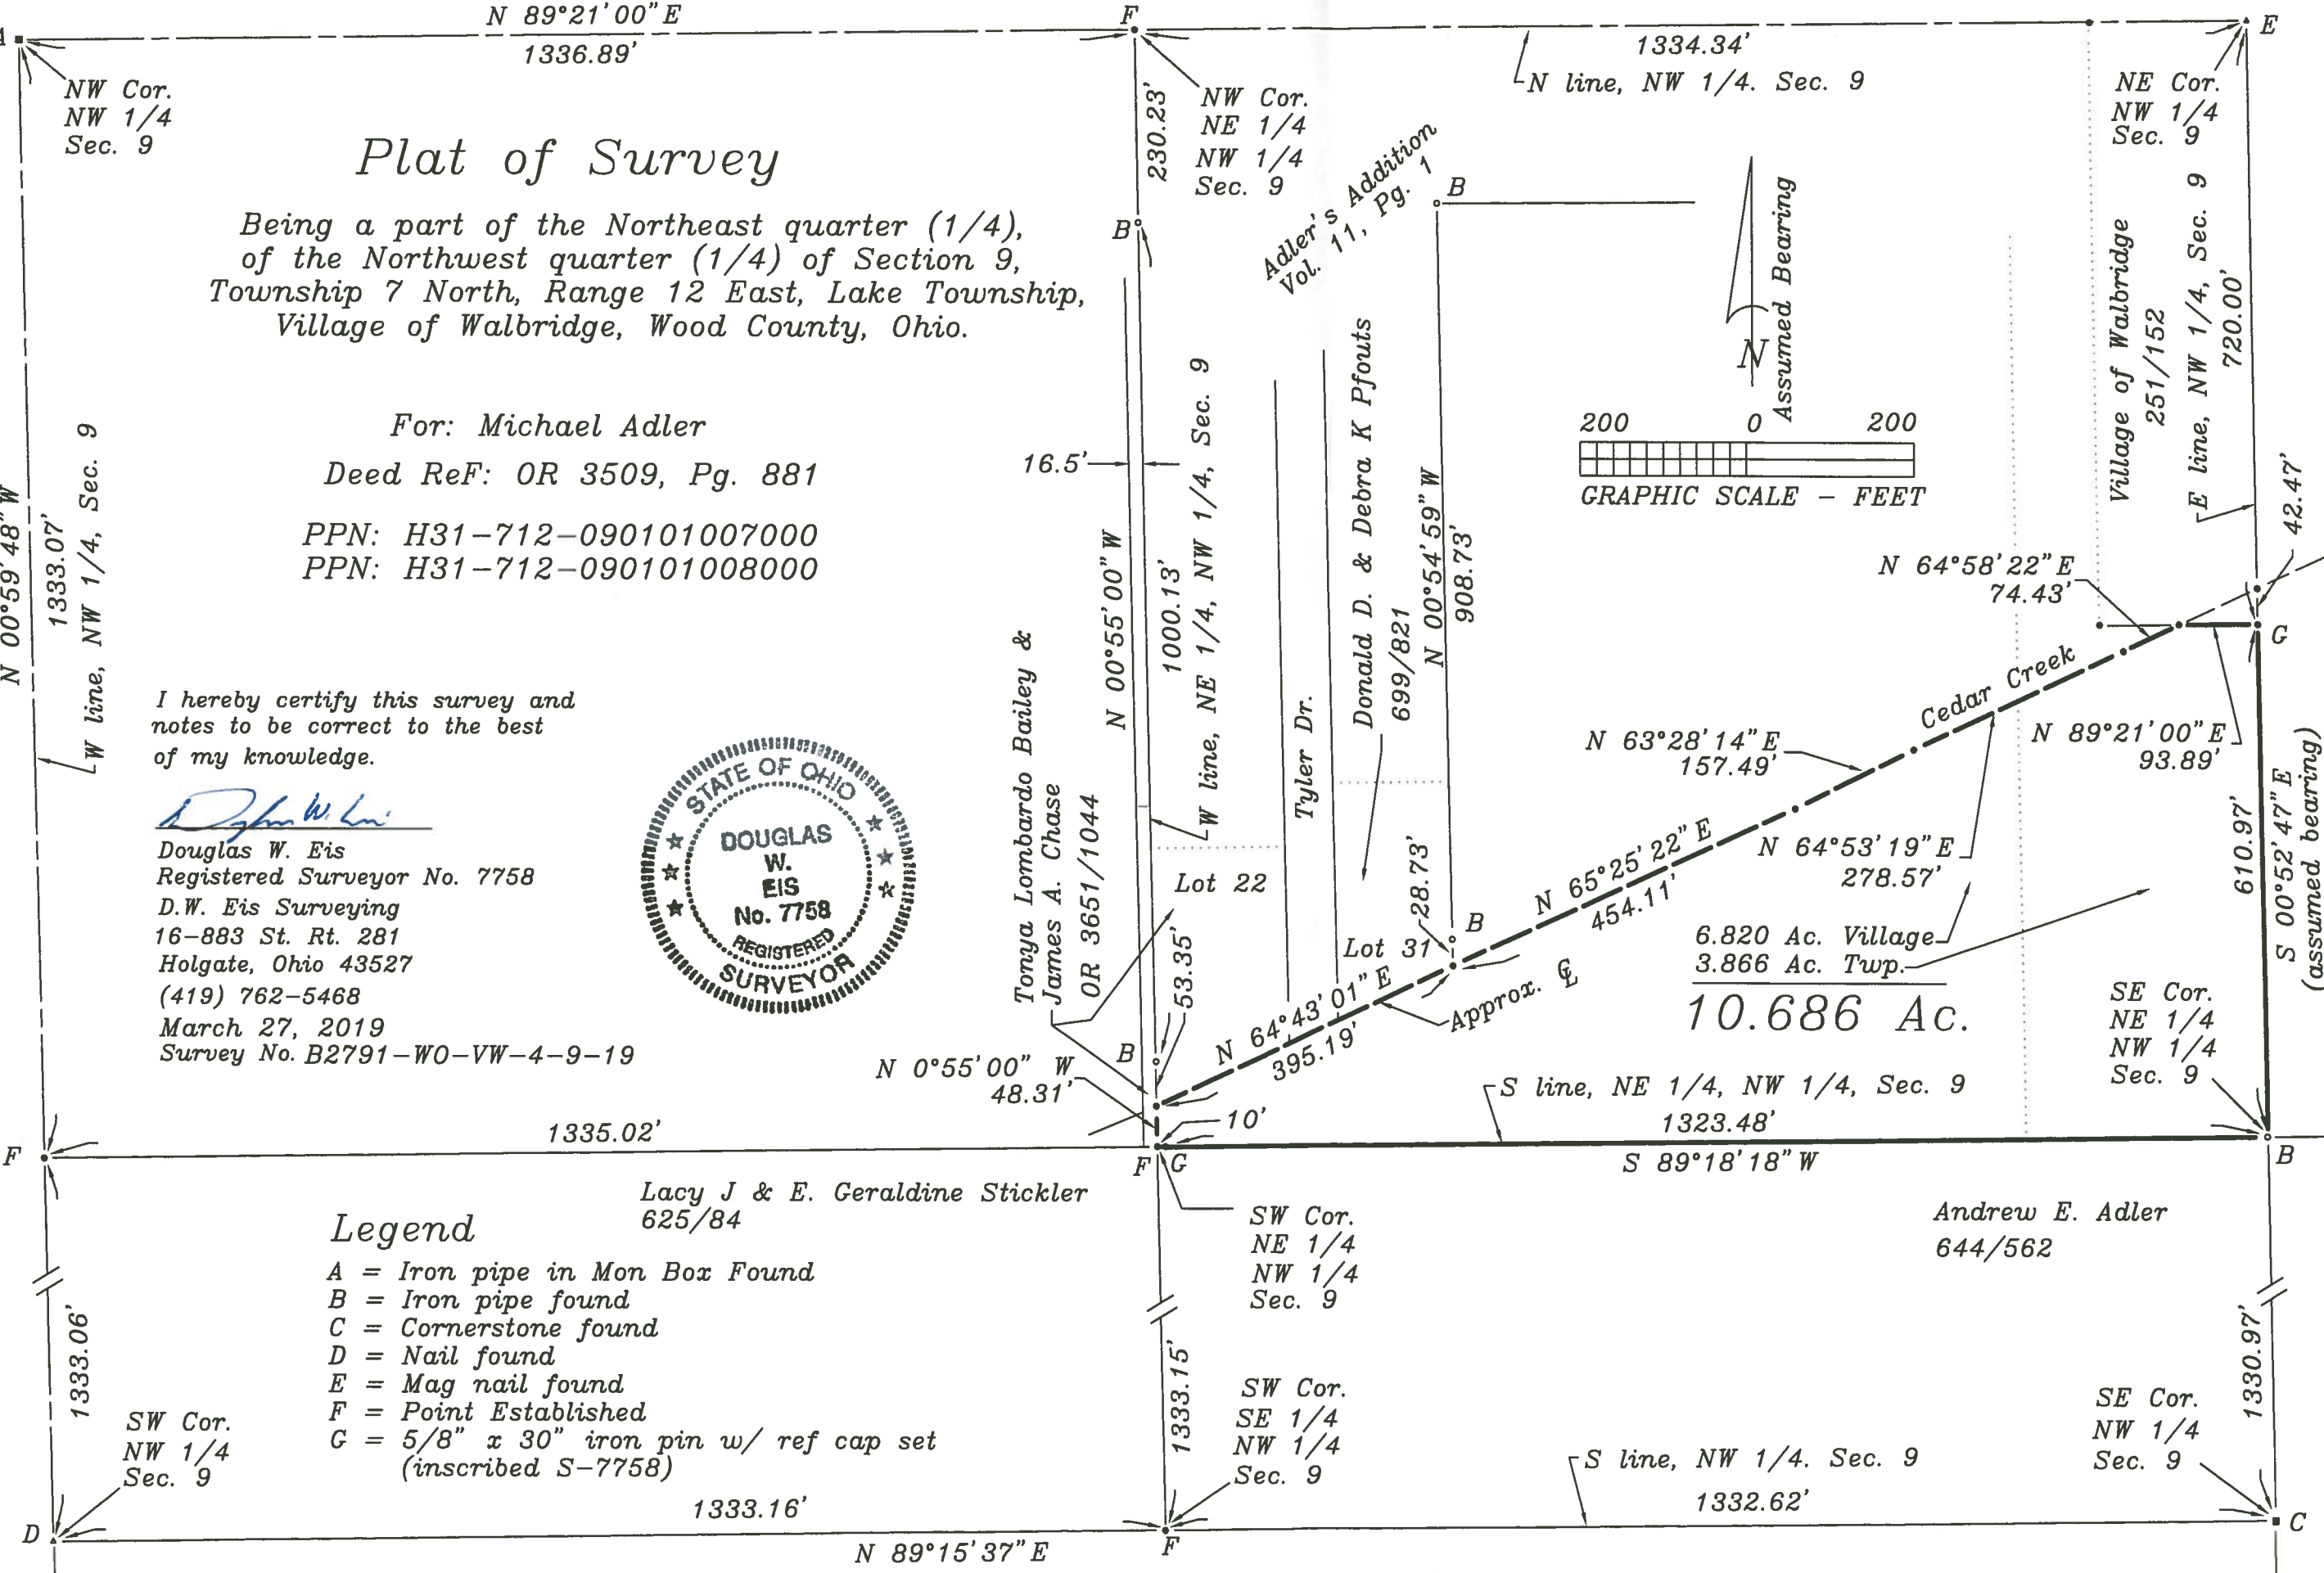 N 89°21'00" E
1336.89'
A
F
E
1334.34'
N line, NW 1/4. Sec. 9
NW Cor.
NW 1/4
Sec. 9
230.23'
NW Cor.
NE 1/4
NW 1/4
Sec. 9
NE Cor.
NW 1/4
Sec. 9
Plat of Survey
Being a part of the Northeast quarter (1/4),
of the Northwest quarter (1/4) of Section 9,
Township 7 North, Range 12 East, Lake Township,
Village of Walbridge, Wood County, Ohio.
For: Michael Adler
Deed ReF: OR 3509, Pg. 881
PPN: H31-712-090101007000
PPN: H31-712-090101008000
B
Adler's Addition
Vol. 11, Pg. 1
B
N
Assumed Bearing
200 0 200
GRAPHIC SCALE - FEET
Village of Walbridge
251/152
E line, NW 1/4, Sec. 9
720.00'
42.47'
G
N 00°59'48" W
1333.07'
W line, NW 1/4, Sec. 9
16.5'
N 00°55'00" W
1000.13'
W line, NE 1/4, NW 1/4, Sec. 9
Tyler Dr.
Donald D. & Debra K Pfouts
699/821
N 00°54'59" W
908.73'
N 64°58'22" E
74.43'
Cedar Creek
N 63°28'14" E
157.49'
N 89°21'00" E
93.89'
N 65°25'22" E
454.11'
N 64°53'19" E
278.57'
610.97'
S 00°52'47" E
(assumed bearing)
I hereby certify this survey and
notes to be correct to the best
of my knowledge.
Douglas W. Eis
Registered Surveyor No. 7758
D.W. Eis Surveying
16-883 St. Rt. 281
Holgate, Ohio 43527
(419) 762-5468
March 27, 2019
Survey No. B2791-WO-VW-4-9-19
STATE OF OHIO
DOUGLAS
W.
EIS
No. 7758
REGISTERED
SURVEYOR
Tonya Lombardo Bailey &
James A. Chase
OR 3651/1044
Lot 22
53.35'
B
Lot 31
28.73'
B
N 64°43'01" E
395.19'
Approx. ℄
6.820 Ac. Village
3.866 Ac. Twp.
10.686 Ac.
SE Cor.
NE 1/4
NW 1/4
Sec. 9
N 0°55'00" W
48.31'
10'
S line, NE 1/4, NW 1/4, Sec. 9
1323.48'
S 89°18'18" W
1335.02'
F
F
G
B
Lacy J & E. Geraldine Stickler
625/84
SW Cor.
NE 1/4
NW 1/4
Sec. 9
Andrew E. Adler
644/562
Legend
A = Iron pipe in Mon Box Found
B = Iron pipe found
C = Cornerstone found
D = Nail found
E = Mag nail found
F = Point Established
G = 5/8" x 30" iron pin w/ ref cap set
(inscribed S-7758)
1333.06'
SW Cor.
NW 1/4
Sec. 9
1333.15'
SW Cor.
SE 1/4
NW 1/4
Sec. 9
1330.97'
SE Cor.
NW 1/4
Sec. 9
S line, NW 1/4. Sec. 9
1332.62'
1333.16'
N 89°15'37" E
D
F
C